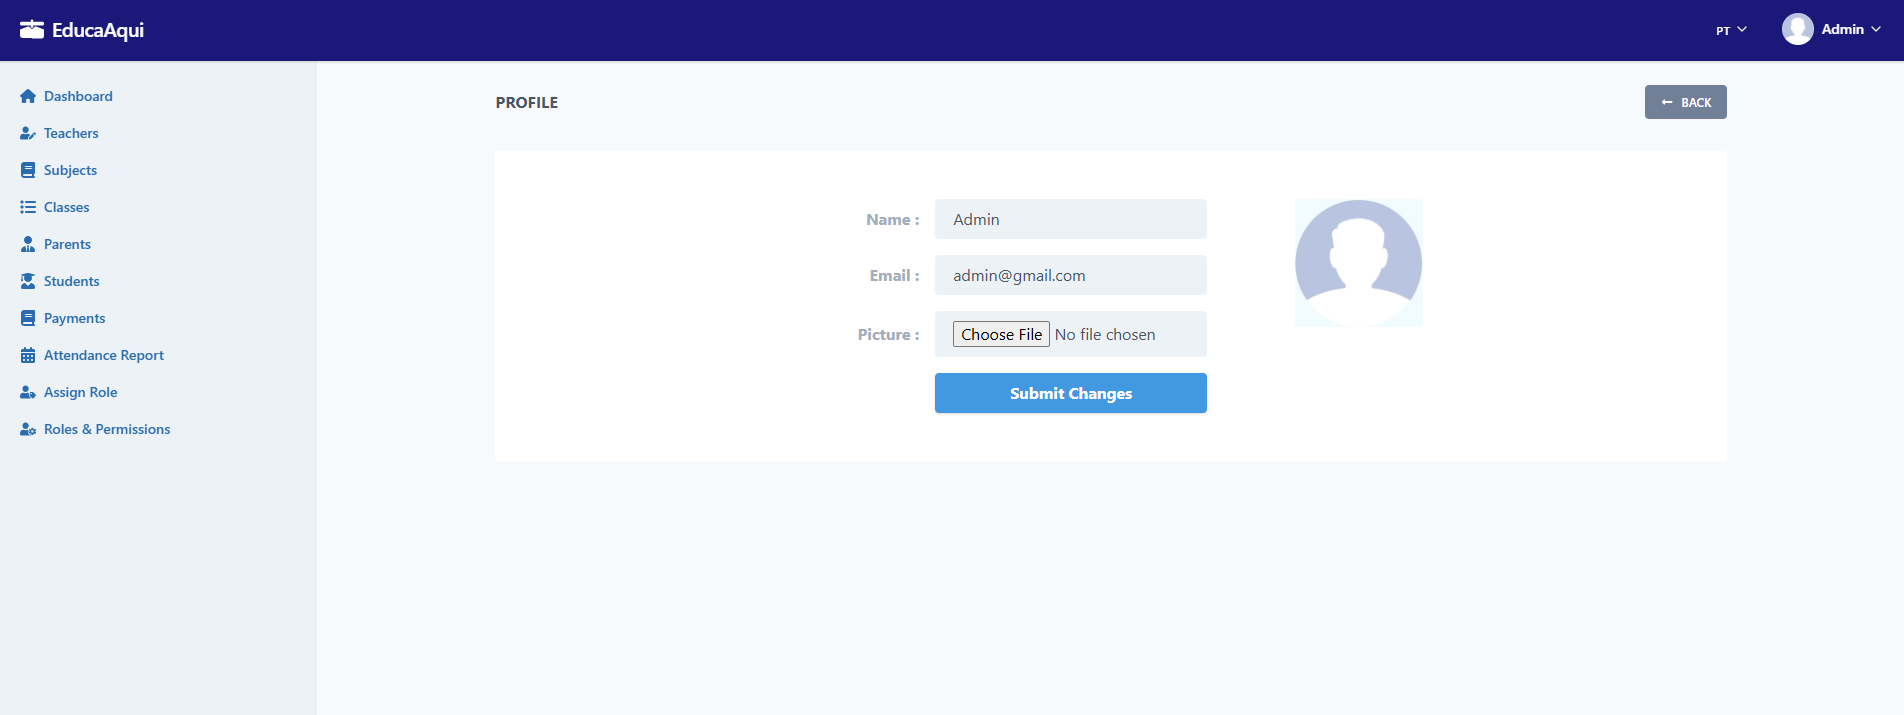 EducaAqui
PT
Admin
Dashboard
Teachers
Subjects
Classes
Parents
Students
Payments
Attendance Report
Assign Role
Roles & Permissions
PROFILE
BACK
Name : Admin
Email : admin@gmail.com
Picture : Choose File No file chosen
Submit Changes